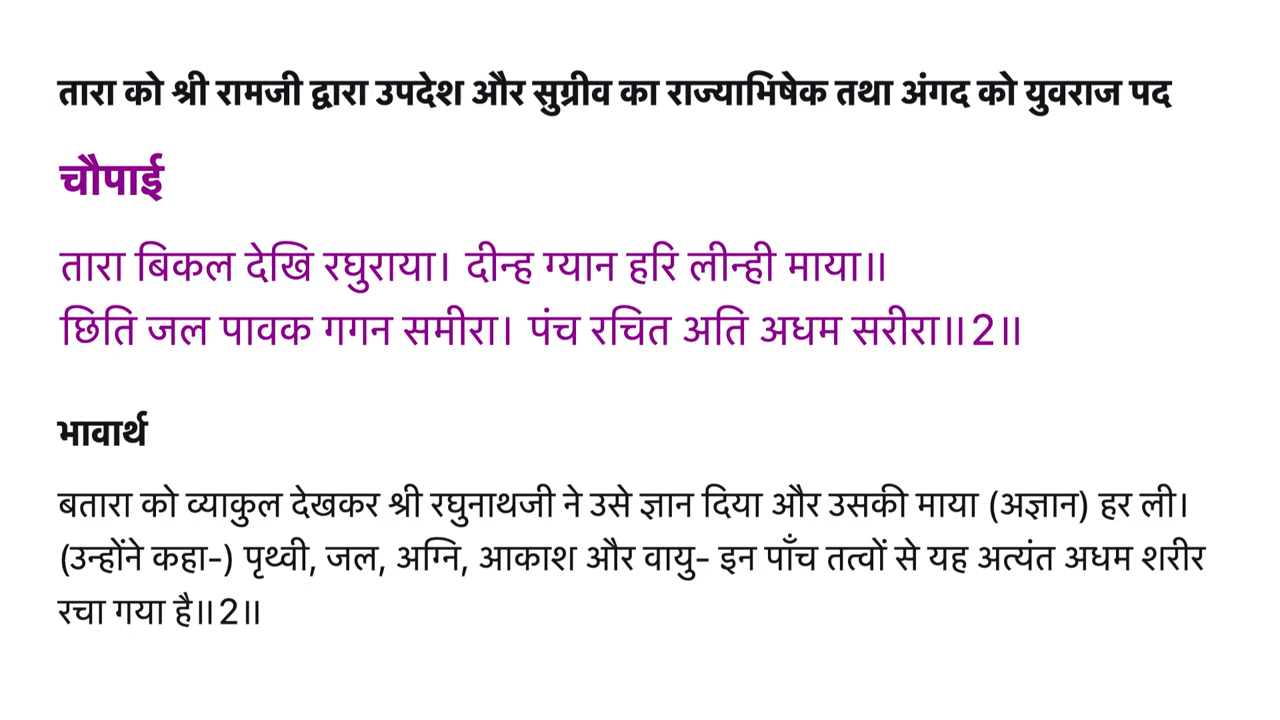 तारा को श्री रामजी द्वारा उपदेश और सुग्रीव का राज्याभिषेक तथा अंगद को युवराज पद
चौपाई
तारा बिकल देखि रघुराया। दीन्ह ग्यान हरि लीन्ही माया॥
छिति जल पावक गगन समीरा। पंच रचित अति अधम सरीरा॥2॥
भावार्थ
बतारा को व्याकुल देखकर श्री रघुनाथजी ने उसे ज्ञान दिया और उसकी माया (अज्ञान) हर ली।
(उन्होंने कहा-) पृथ्वी, जल, अग्नि, आकाश और वायु- इन पाँच तत्वों से यह अत्यंत अधम शरीर
रचा गया है॥2॥